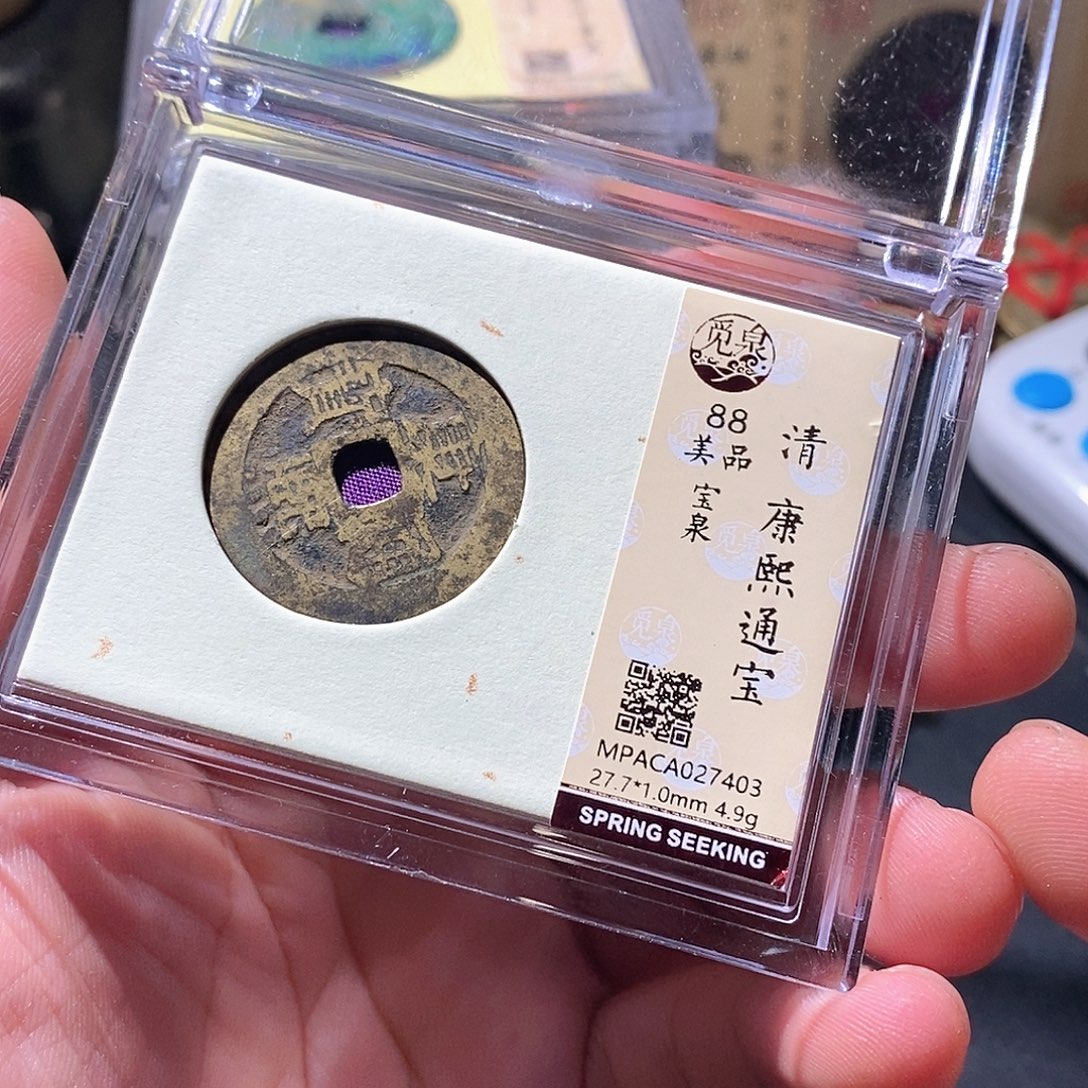 觅泉
88
美品
宝泉
清 康熙通宝
MPACA027403
27.7*1.0mm 4.9g
SPRING SEEKING